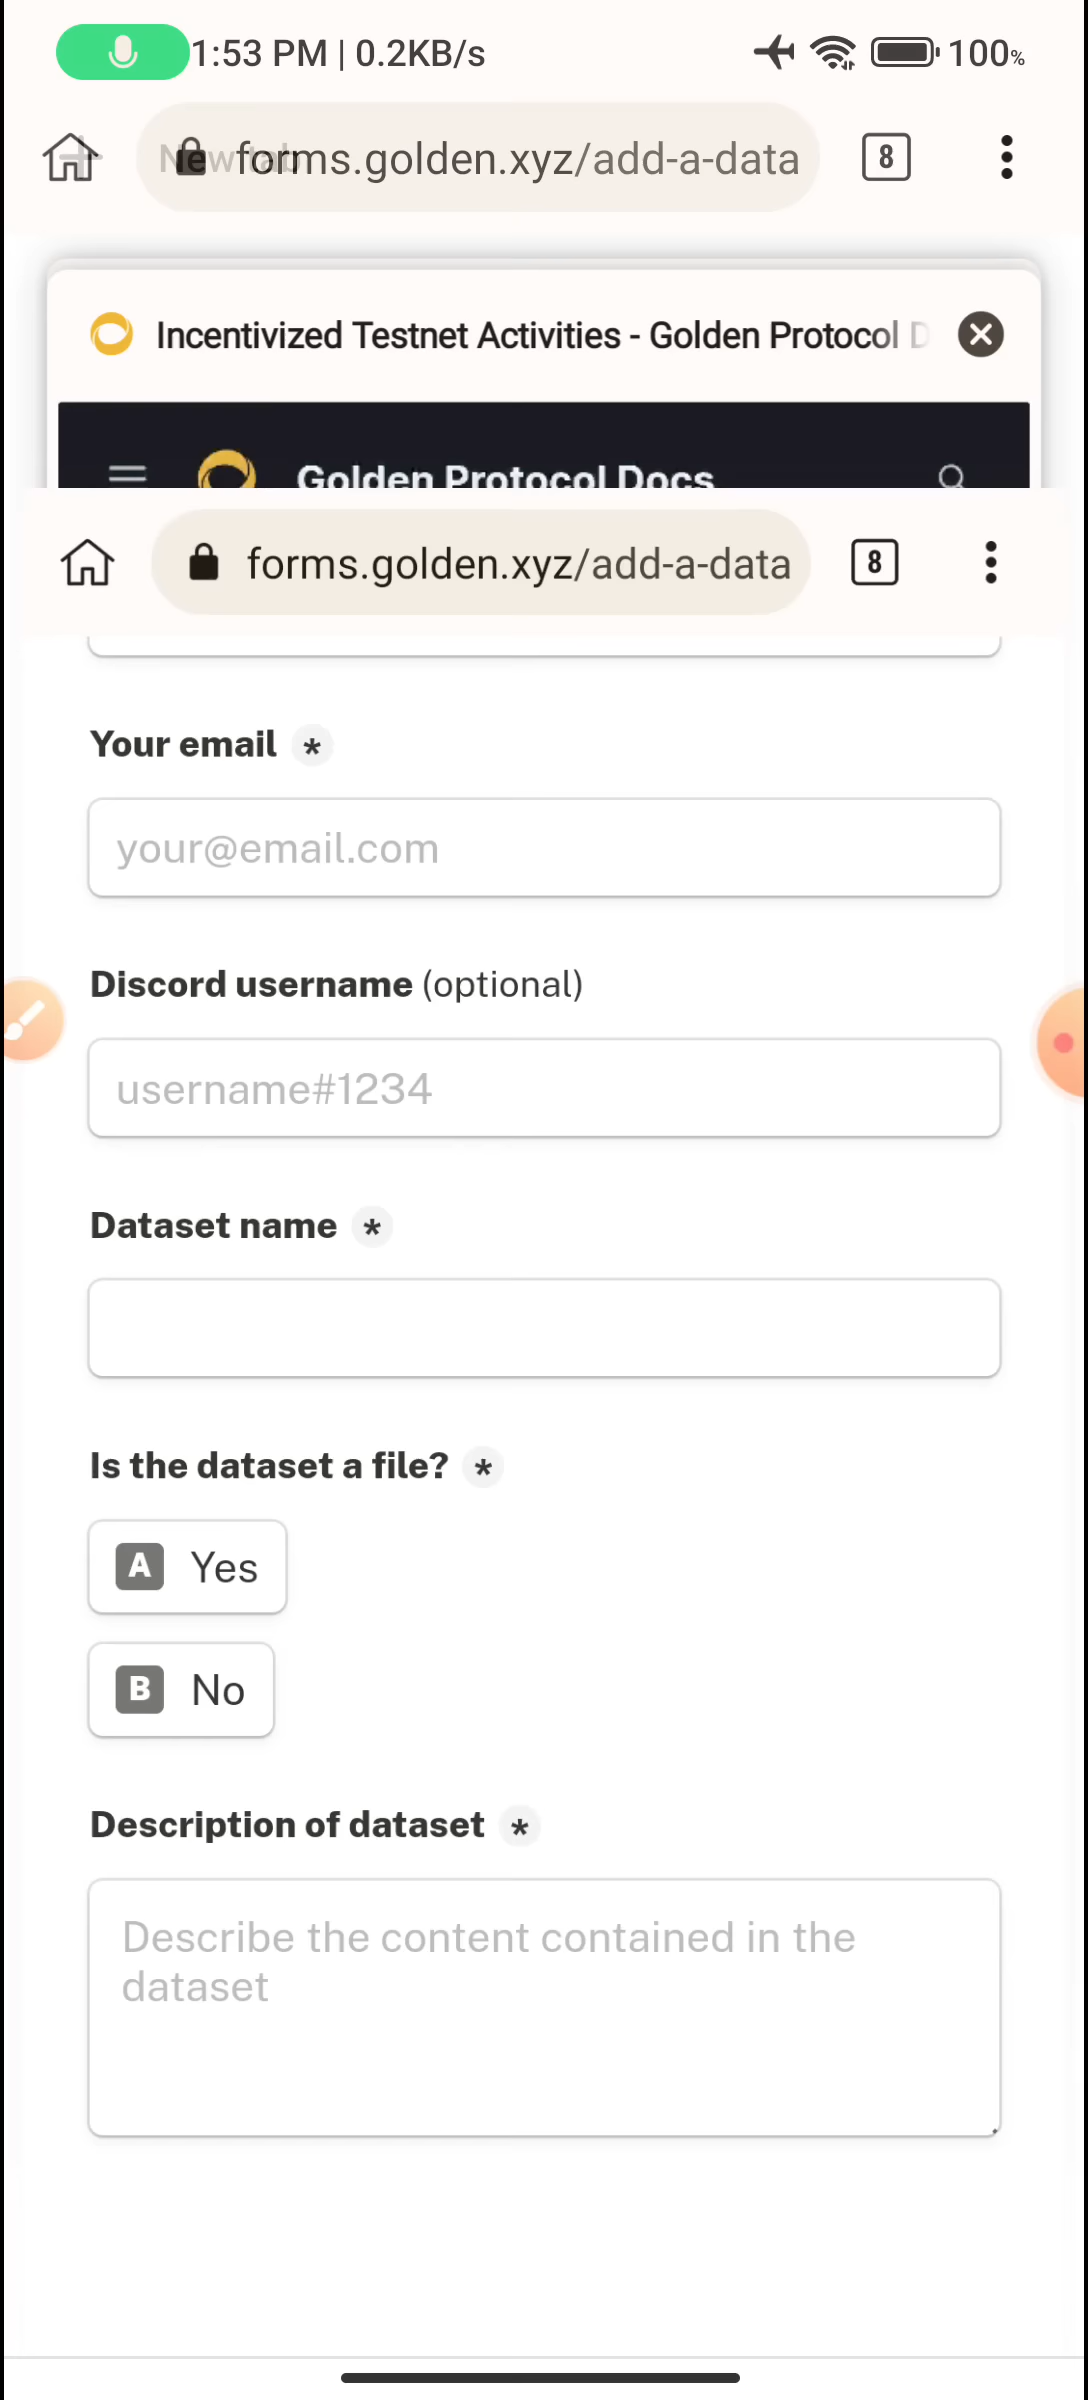 1:53 PM | 0.2KB/s 100%
forms.golden.xyz/add-a-data 8
Incentivized Testnet Activities - Golden Protocol D
Golden Protocol Docs
forms.golden.xyz/add-a-data 8
Your email *
your@email.com
Discord username (optional)
username#1234
Dataset name *
Is the dataset a file? *
A Yes
B No
Description of dataset *
Describe the content contained in the
dataset